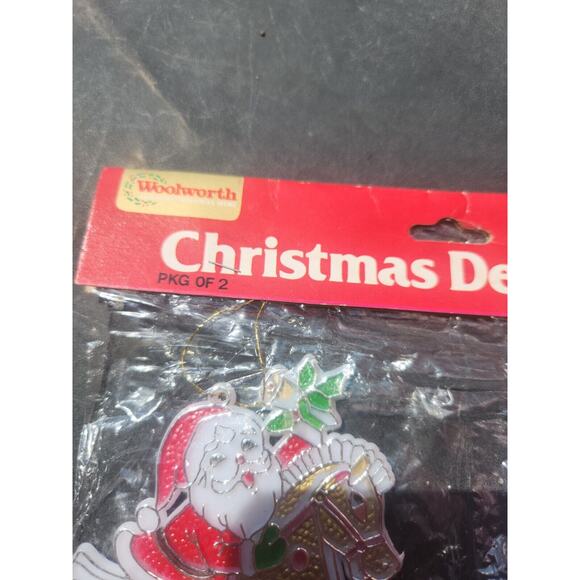 Woolworth
Christmas De
PKG OF 2